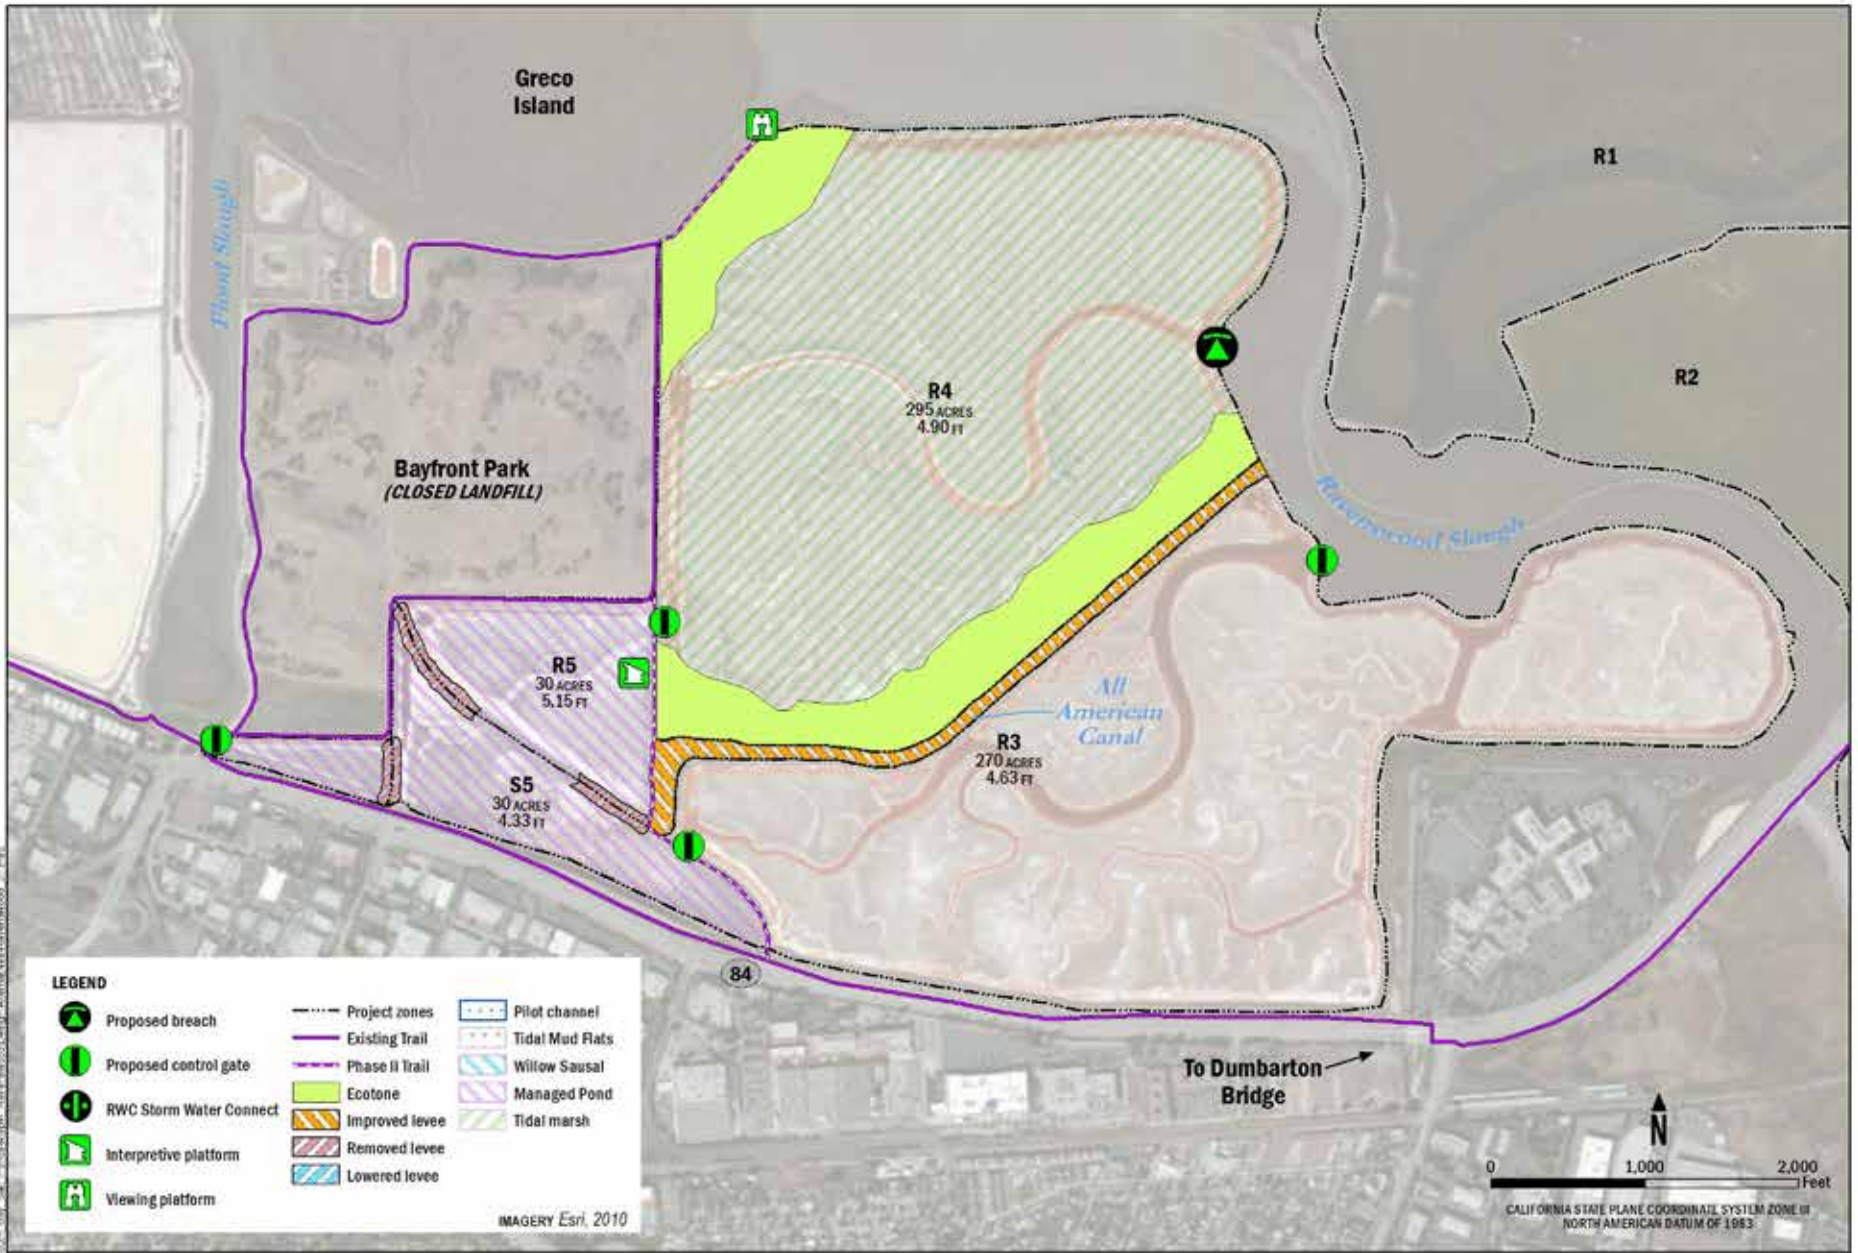 Greco
Island
R1
Flood Slough
R2
R4
295 ACRES
4.90 FT
Bayfront Park
(CLOSED LANDFILL)
Ravenswood Slough
R5
30 ACRES
5.15 FT
All
American
Canal
R3
270 ACRES
4.63 FT
S5
30 ACRES
4.33 FT
84
To Dumbarton
Bridge
LEGEND
Proposed breach
Proposed control gate
RWC Storm Water Connect
Interpretive platform
Viewing platform
Project zones
Existing Trail
Phase II Trail
Ecotone
Improved levee
Removed levee
Lowered levee
Pilot channel
Tidal Mud Flats
Willow Sausal
Managed Pond
Tidal marsh
IMAGERY Esri, 2010
N
0 1,000 2,000
Feet
CALIFORNIA STATE PLANE COORDINATE SYSTEM ZONE III
NORTH AMERICAN DATUM OF 1983